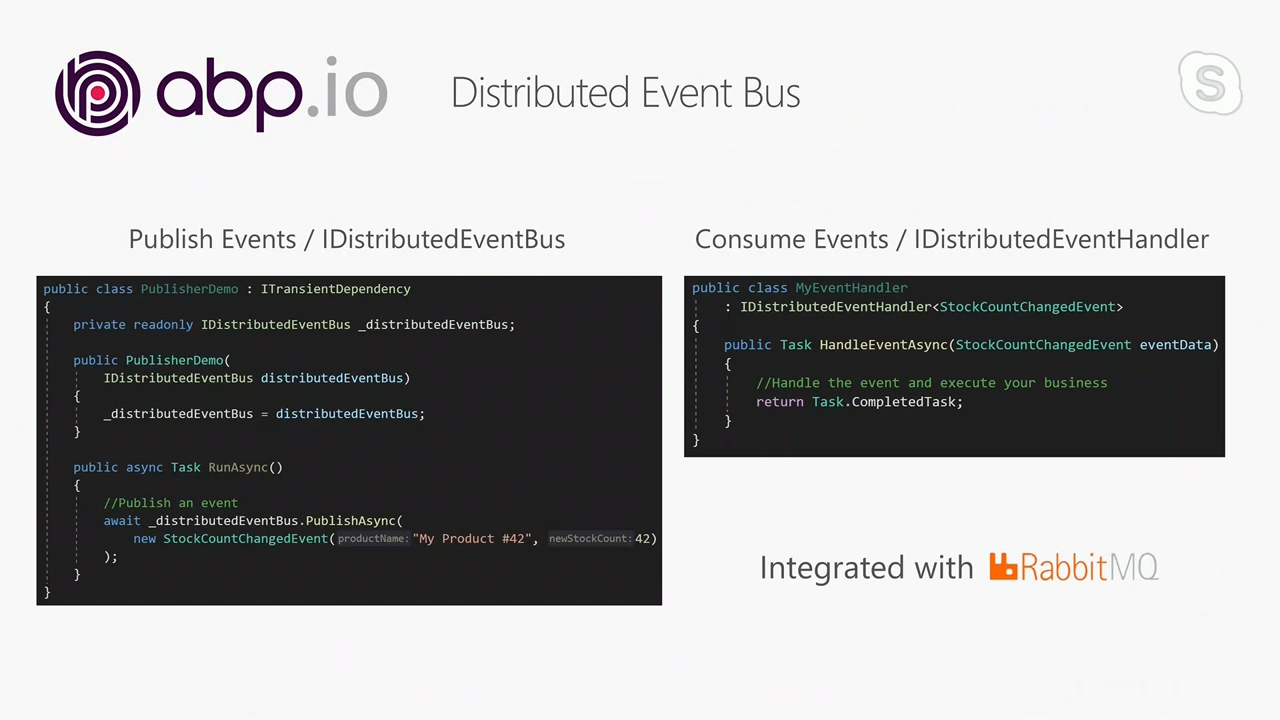 abp.io
Distributed Event Bus
S
Publish Events / IDistributedEventBus
public class PublisherDemo : ITransientDependency
{
private readonly IDistributedEventBus _distributedEventBus;
public PublisherDemo(
IDistributedEventBus distributedEventBus)
{
_distributedEventBus = distributedEventBus;
}
public async Task RunAsync()
{
//Publish an event
await _distributedEventBus.PublishAsync(
new StockCountChangedEvent(productName:"My Product #42", newStockCount:42)
);
}
}
Consume Events / IDistributedEventHandler
public class MyEventHandler
: IDistributedEventHandler<StockCountChangedEvent>
{
public Task HandleEventAsync(StockCountChangedEvent eventData)
{
//Handle the event and execute your business
return Task.CompletedTask;
}
}
Integrated with RabbitMQ